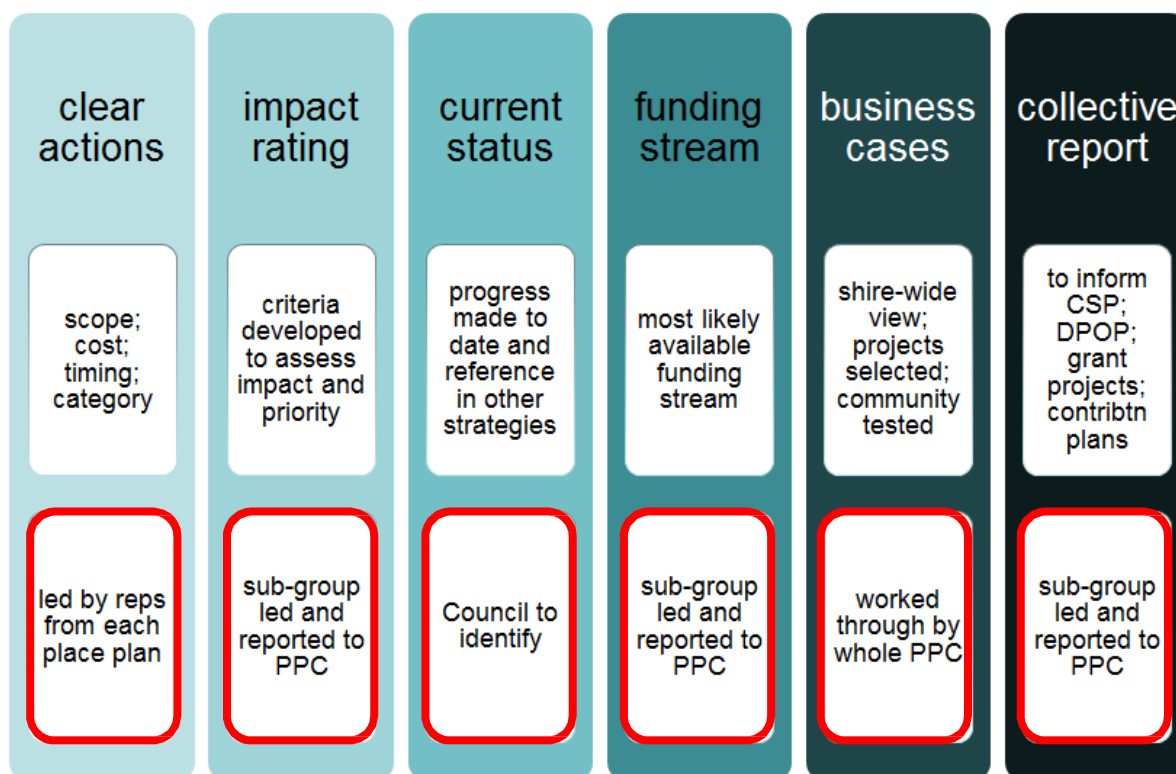 clear
actions
scope;
cost;
timing;
category
led by reps
from each
place plan
impact
rating
criteria
developed
to assess
impact and
priority
sub-group
led and
reported to
PPC
current
status
progress
made to
date and
reference
in other
strategies
Council to
identify
funding
stream
most likely
available
funding
stream
sub-group
led and
reported to
PPC
business
cases
shire-wide
view;
projects
selected;
community
tested
worked
through by
whole PPC
collective
report
to inform
CSP;
DPOP;
grant
projects;
contribtn
plans
sub-group
led and
reported to
PPC